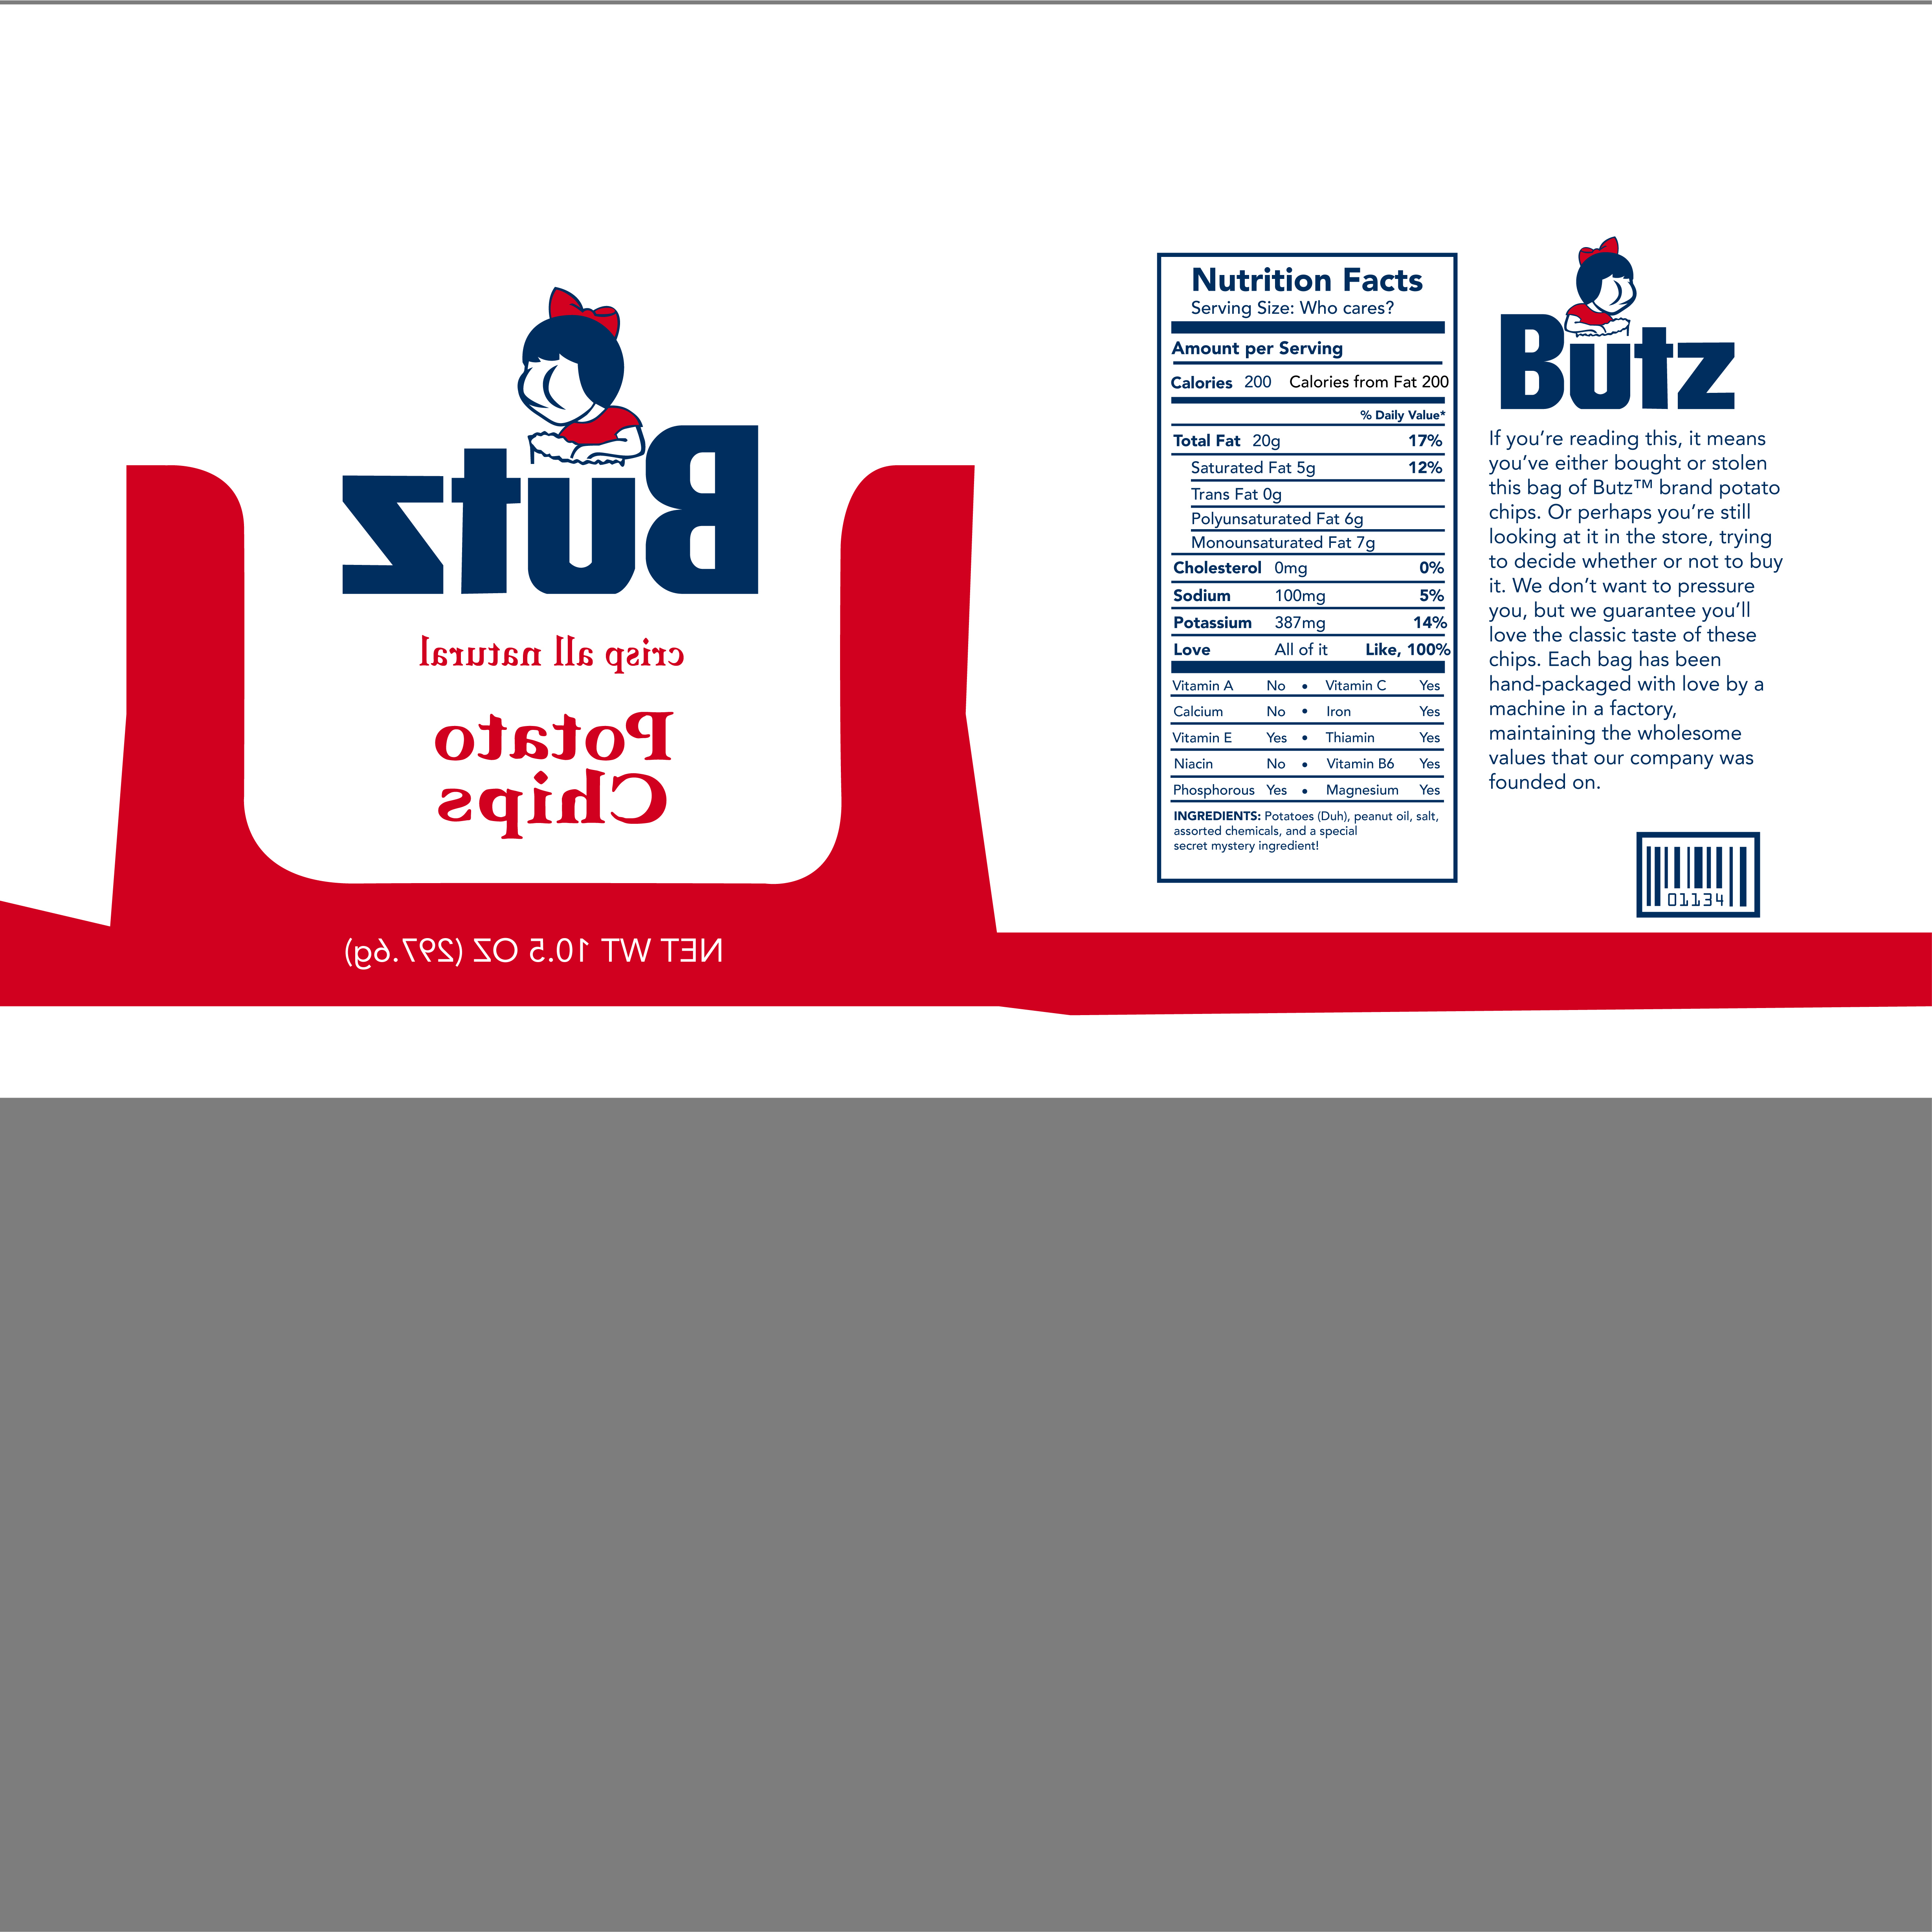 Butz
crisp all natural
Potato
Chips
NET WT 10.5 OZ (297.6g)
Nutrition Facts
Serving Size: Who cares?
Amount per Serving
Calories 200 Calories from Fat 200
% Daily Value*
Total Fat 20g 17%
Saturated Fat 5g 12%
Trans Fat 0g
Polyunsaturated Fat 6g
Monounsaturated Fat 7g
Cholesterol 0mg 0%
Sodium 100mg 5%
Potassium 387mg 14%
Love All of it Like, 100%
Vitamin A No • Vitamin C Yes
Calcium No • Iron Yes
Vitamin E Yes • Thiamin Yes
Niacin No • Vitamin B6 Yes
Phosphorous Yes • Magnesium Yes
INGREDIENTS: Potatoes (Duh), peanut oil, salt,
assorted chemicals, and a special
secret mystery ingredient!
Butz
If you’re reading this, it means
you’ve either bought or stolen
this bag of Butz™ brand potato
chips. Or perhaps you’re still
looking at it in the store, trying
to decide whether or not to buy
it. We don’t want to pressure
you, but we guarantee you’ll
love the classic taste of these
chips. Each bag has been
hand-packaged with love by a
machine in a factory,
maintaining the wholesome
values that our company was
founded on.
01134